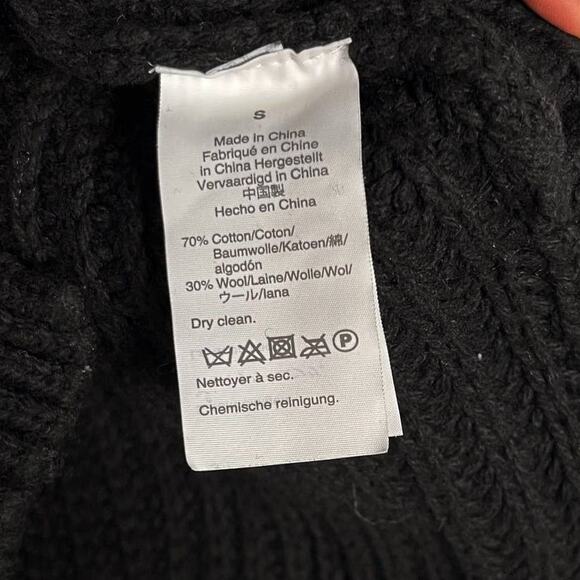 S
Made in China
Fabriqué en Chine
In China Hergestellt
Vervaardigd in China
中国製
Hecho en China
70% Cotton/Coton/
Baumwolle/Katoen/綿/
algodón
30% Wool/Laine/Wolle/Wol/
ウール/lana
Dry clean.
P
Nettoyer à sec.
Chemische reinigung.